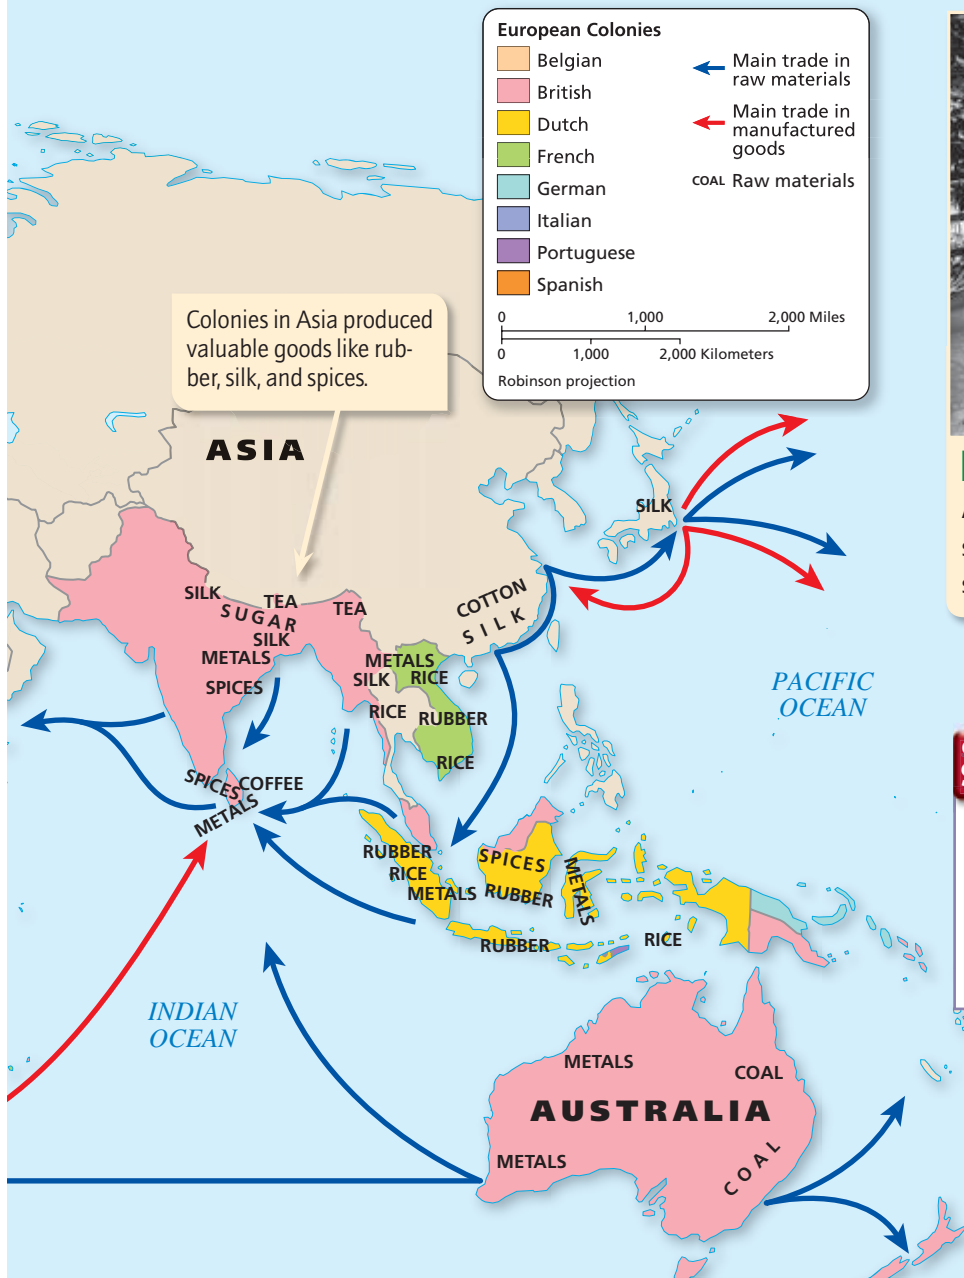 European Colonies
Belgian
British
Dutch
French
German
Italian
Portuguese
Spanish
Main trade in
raw materials
Main trade in
manufactured
goods
COAL Raw materials
0 1,000 2,000 Miles
0 1,000 2,000 Kilometers
Robinson projection
Colonies in Asia produced
valuable goods like rub-
ber, silk, and spices.
ASIA
SILK
SILK
TEA
TEA
SUGAR
SILK
METALS
SPICES
COTTON
SILK
METALS
SILK
RICE
RICE
RUBBER
RICE
PACIFIC
OCEAN
SPICES
COFFEE
METALS
RUBBER
RICE
METALS
SPICES
RUBBER
METALS
RUBBER
RICE
INDIAN
OCEAN
METALS
COAL
AUSTRALIA
METALS
COAL